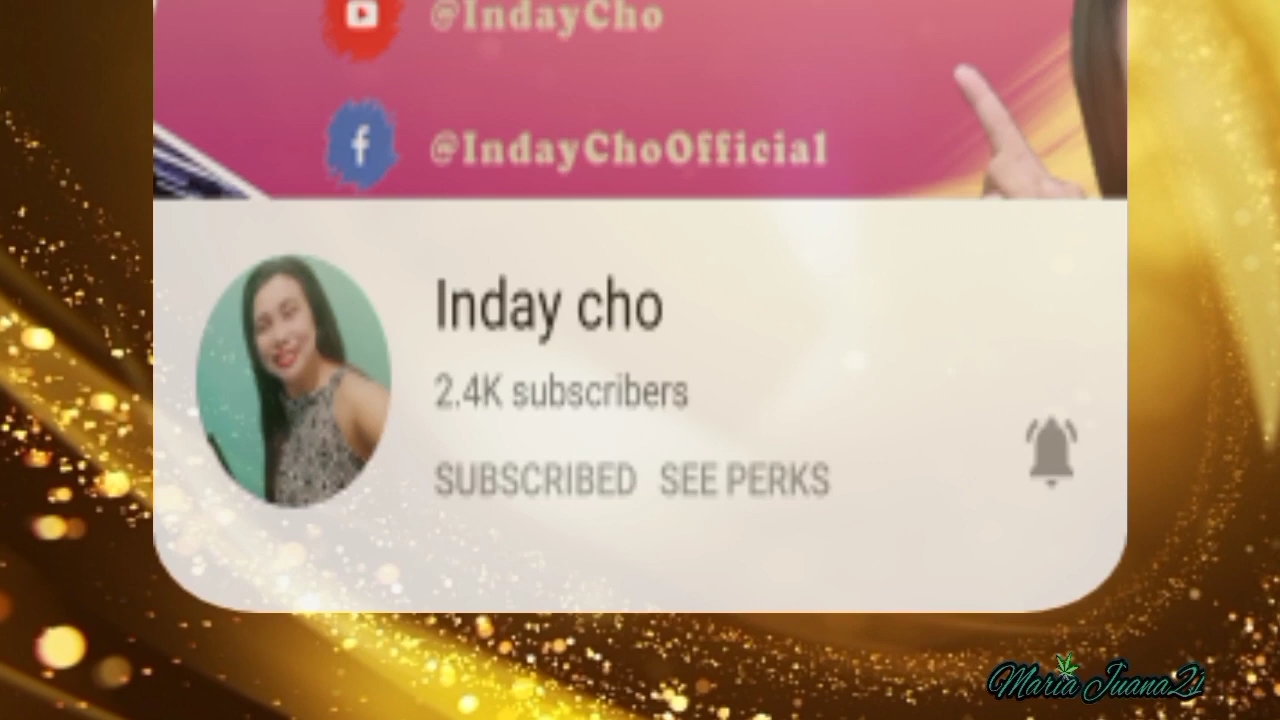 @IndayCho
@IndayChoOfficial
Inday cho
2.4K subscribers
SUBSCRIBED SEE PERKS
Maria Juana21